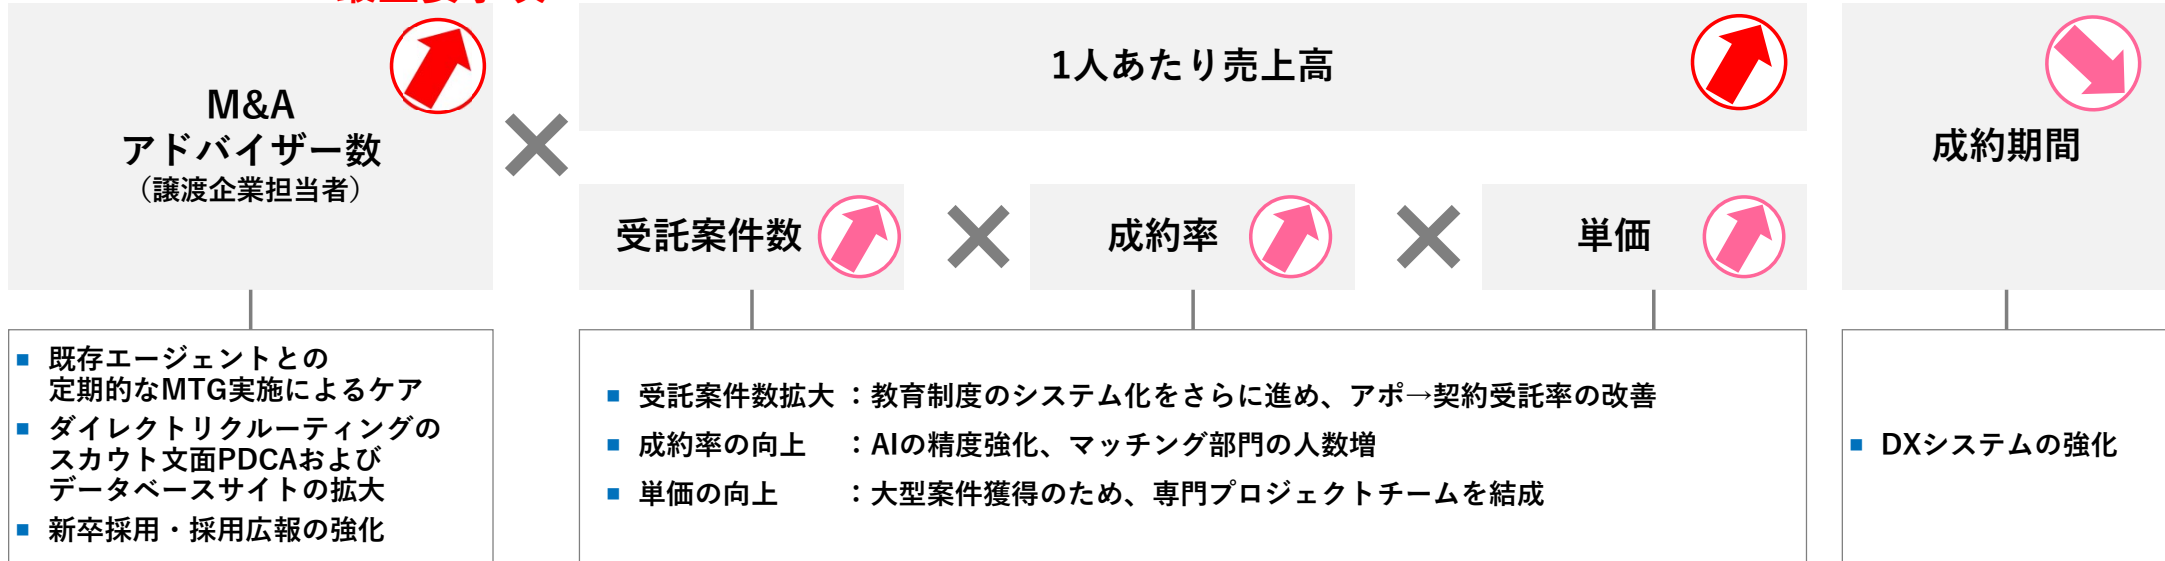 M&A
アドバイザー数
（譲渡企業担当者）
1人あたり売上高
成約期間
受託案件数
成約率
単価
■ 既存エージェントとの
定期的なMTG実施によるケア
■ ダイレクトリクルーティングの
スカウト文面PDCAおよび
データベースサイトの拡大
■ 新卒採用・採用広報の強化
■ 受託案件数拡大 ：教育制度のシステム化をさらに進め、アポ→契約受託率の改善
■ 成約率の向上 ：AIの精度強化、マッチング部門の人数増
■ 単価の向上 ：大型案件獲得のため、専門プロジェクトチームを結成
■ DXシステムの強化